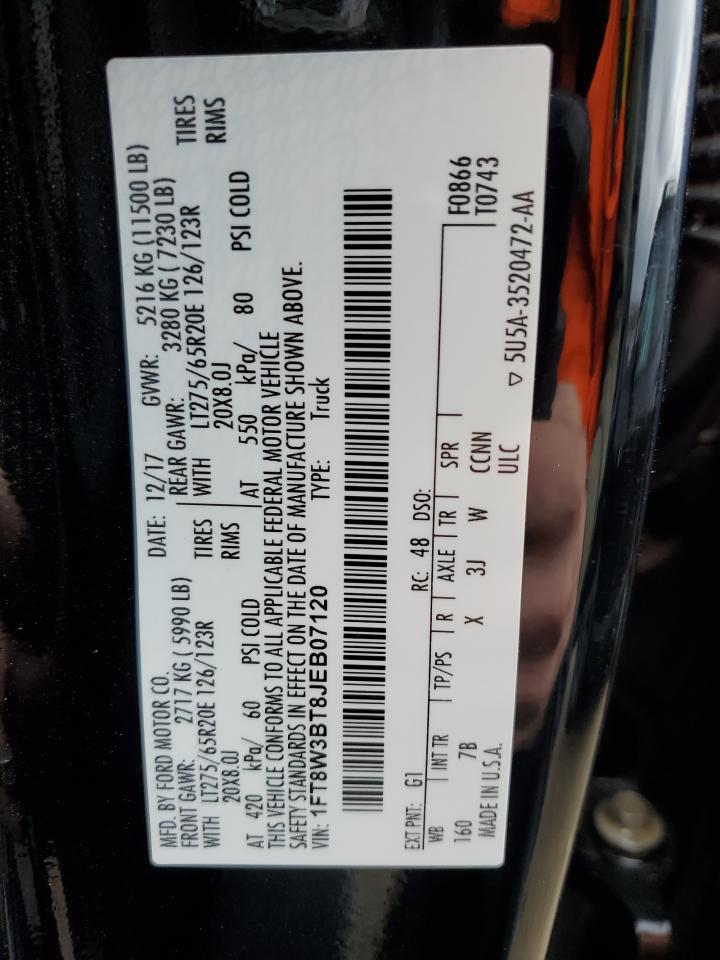 MFD. BY FORD MOTOR CO.
DATE: 12/17 GVWR: 5216 KG (11500 LB)
FRONT GAWR: 2717 KG ( 5990 LB) REAR GAWR: 3280 KG ( 7230 LB)
WITH LT275/65R20E 126/123R TIRES WITH LT275/65R20E 126/123R TIRES
20X8.0J RIMS 20X8.0J RIMS
AT 420 kPa/ 60 PSI COLD AT 550 kPa/ 80 PSI COLD
THIS VEHICLE CONFORMS TO ALL APPLICABLE FEDERAL MOTOR VEHICLE
SAFETY STANDARDS IN EFFECT ON THE DATE OF MANUFACTURE SHOWN ABOVE.
VIN: 1FT8W3BT8JEB07120 TYPE: Truck
EXT PNT: G1 RC: 48 DSO: F0866
WB INT TR TP/PS R AXLE TR SPR T0743
160 7B X 3J W CCNN
MADE IN U.S.A. ULC ▽ 5U5A-3520472-AA